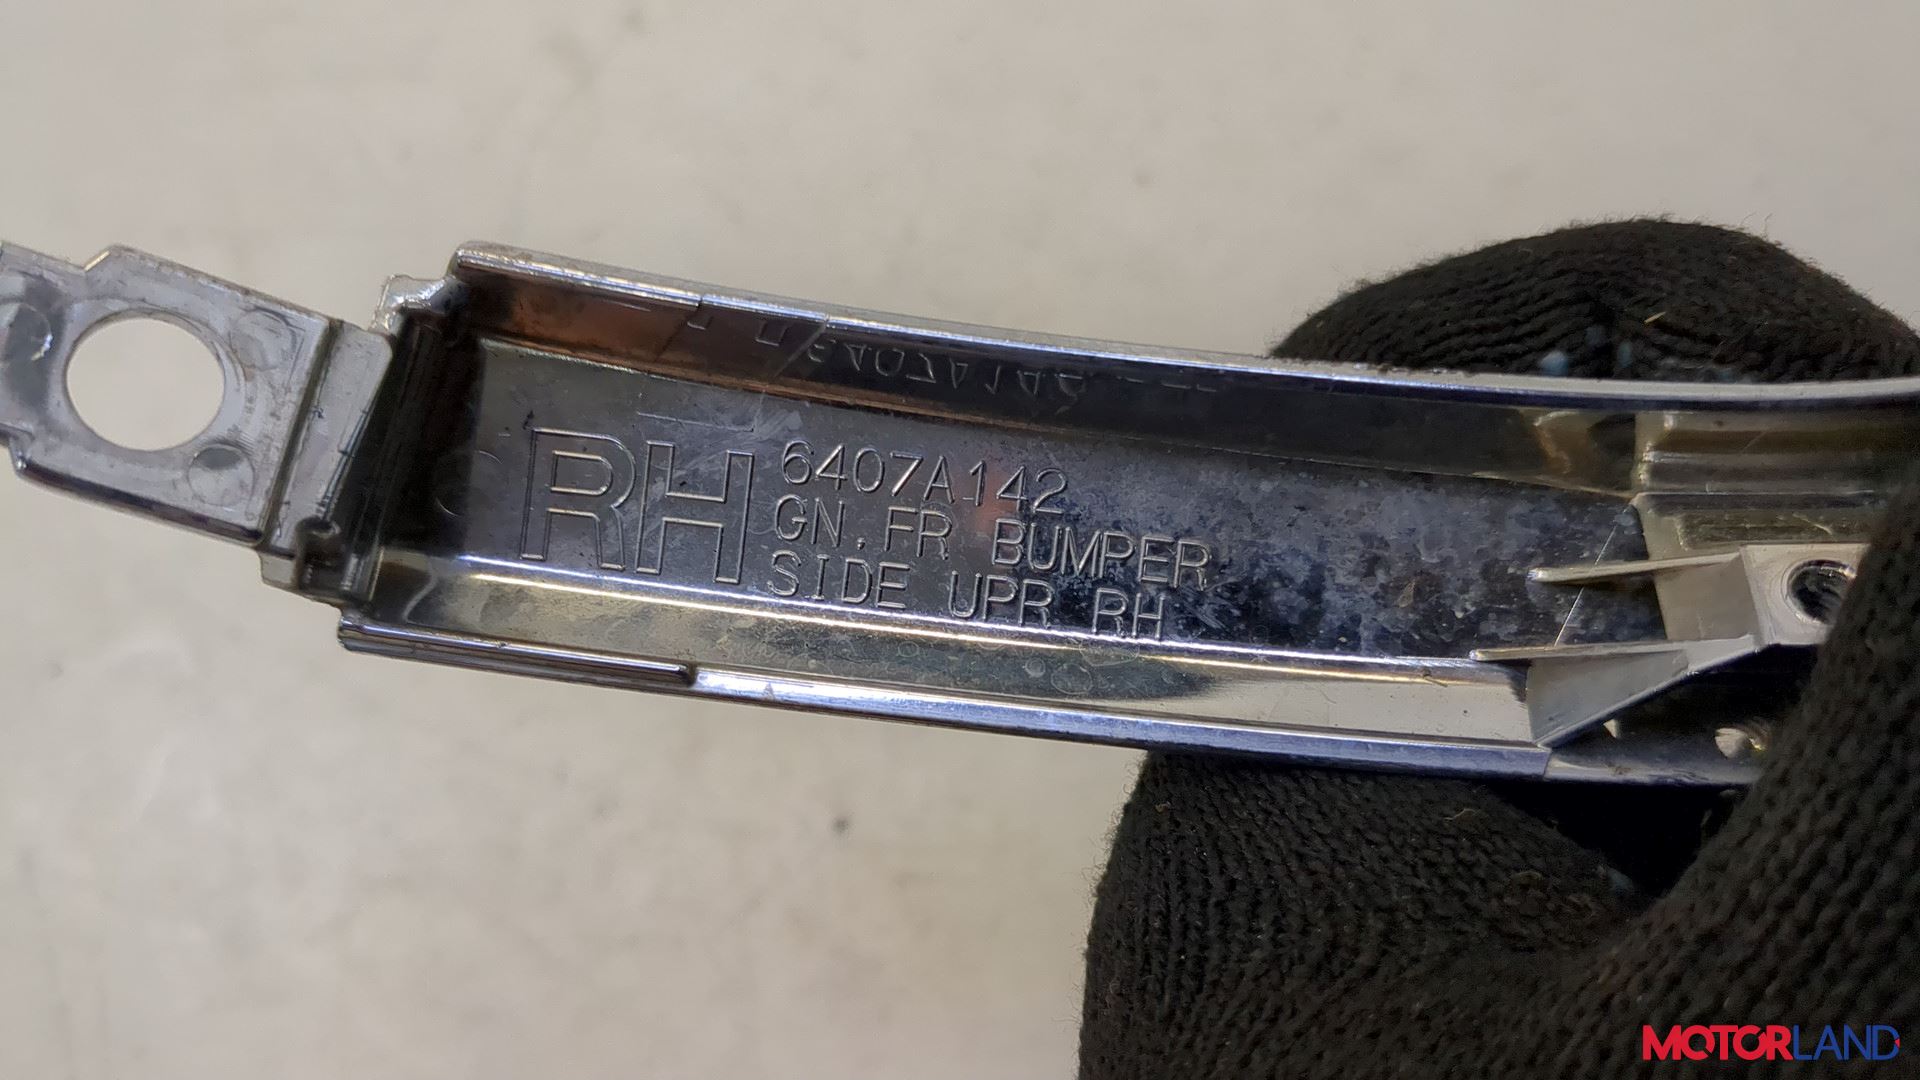 RH
6407A142
GN.FR BUMPER
SIDE UPR RH
MOTORLAND